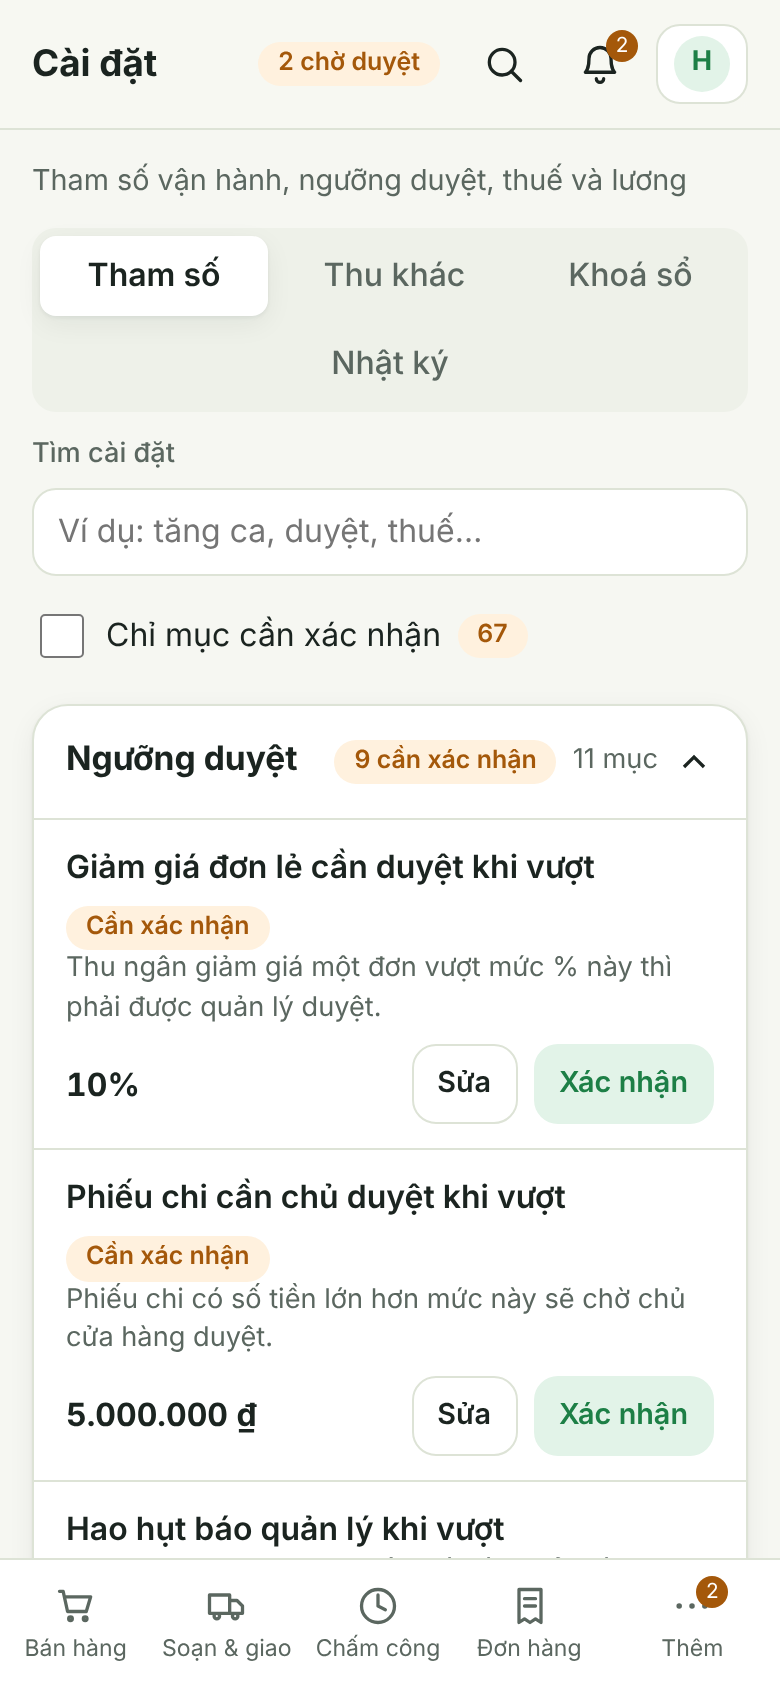 Cài đặt
2 chờ duyệt
2
H
Tham số vận hành, ngưỡng duyệt, thuế và lương
Tham số
Thu khác
Khoá sổ
Nhật ký
Tìm cài đặt
Ví dụ: tăng ca, duyệt, thuế...
Chỉ mục cần xác nhận 67
Ngưỡng duyệt
9 cần xác nhận
11 mục
Giảm giá đơn lẻ cần duyệt khi vượt
Cần xác nhận
Thu ngân giảm giá một đơn vượt mức % này thì
phải được quản lý duyệt.
10%
Sửa
Xác nhận
Phiếu chi cần chủ duyệt khi vượt
Cần xác nhận
Phiếu chi có số tiền lớn hơn mức này sẽ chờ chủ
cửa hàng duyệt.
5.000.000 ₫
Sửa
Xác nhận
Hao hụt báo quản lý khi vượt
2
Bán hàng
Soạn & giao
Chấm công
Đơn hàng
Thêm